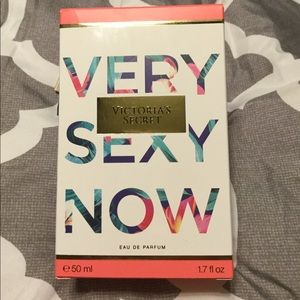 VERY
VICTORIA'S
SECRET
SEXY
NOW
EAU DE PARFUM
℮ 50 ml
1.7 fl oz